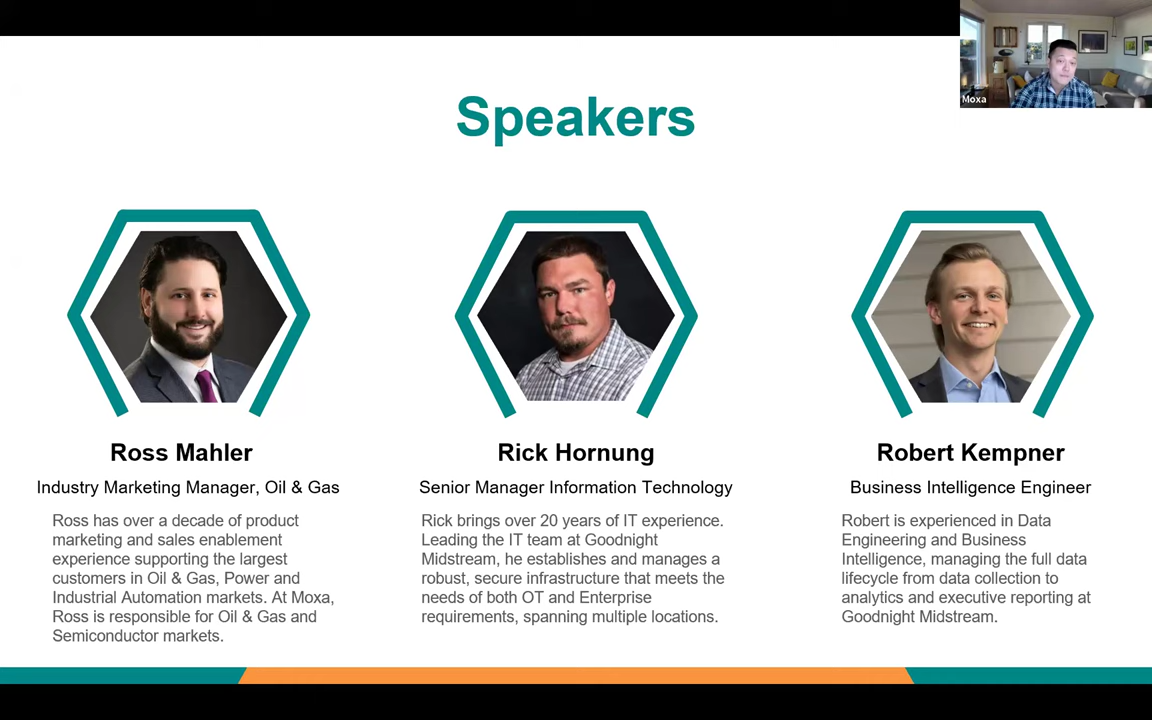 Moxa
Speakers
Ross Mahler
Industry Marketing Manager, Oil & Gas
Ross has over a decade of product
marketing and sales enablement
experience supporting the largest
customers in Oil & Gas, Power and
Industrial Automation markets. At Moxa,
Ross is responsible for Oil & Gas and
Semiconductor markets.
Rick Hornung
Senior Manager Information Technology
Rick brings over 20 years of IT experience.
Leading the IT team at Goodnight
Midstream, he establishes and manages a
robust, secure infrastructure that meets the
needs of both OT and Enterprise
requirements, spanning multiple locations.
Robert Kempner
Business Intelligence Engineer
Robert is experienced in Data
Engineering and Business
Intelligence, managing the full data
lifecycle from data collection to
analytics and executive reporting at
Goodnight Midstream.